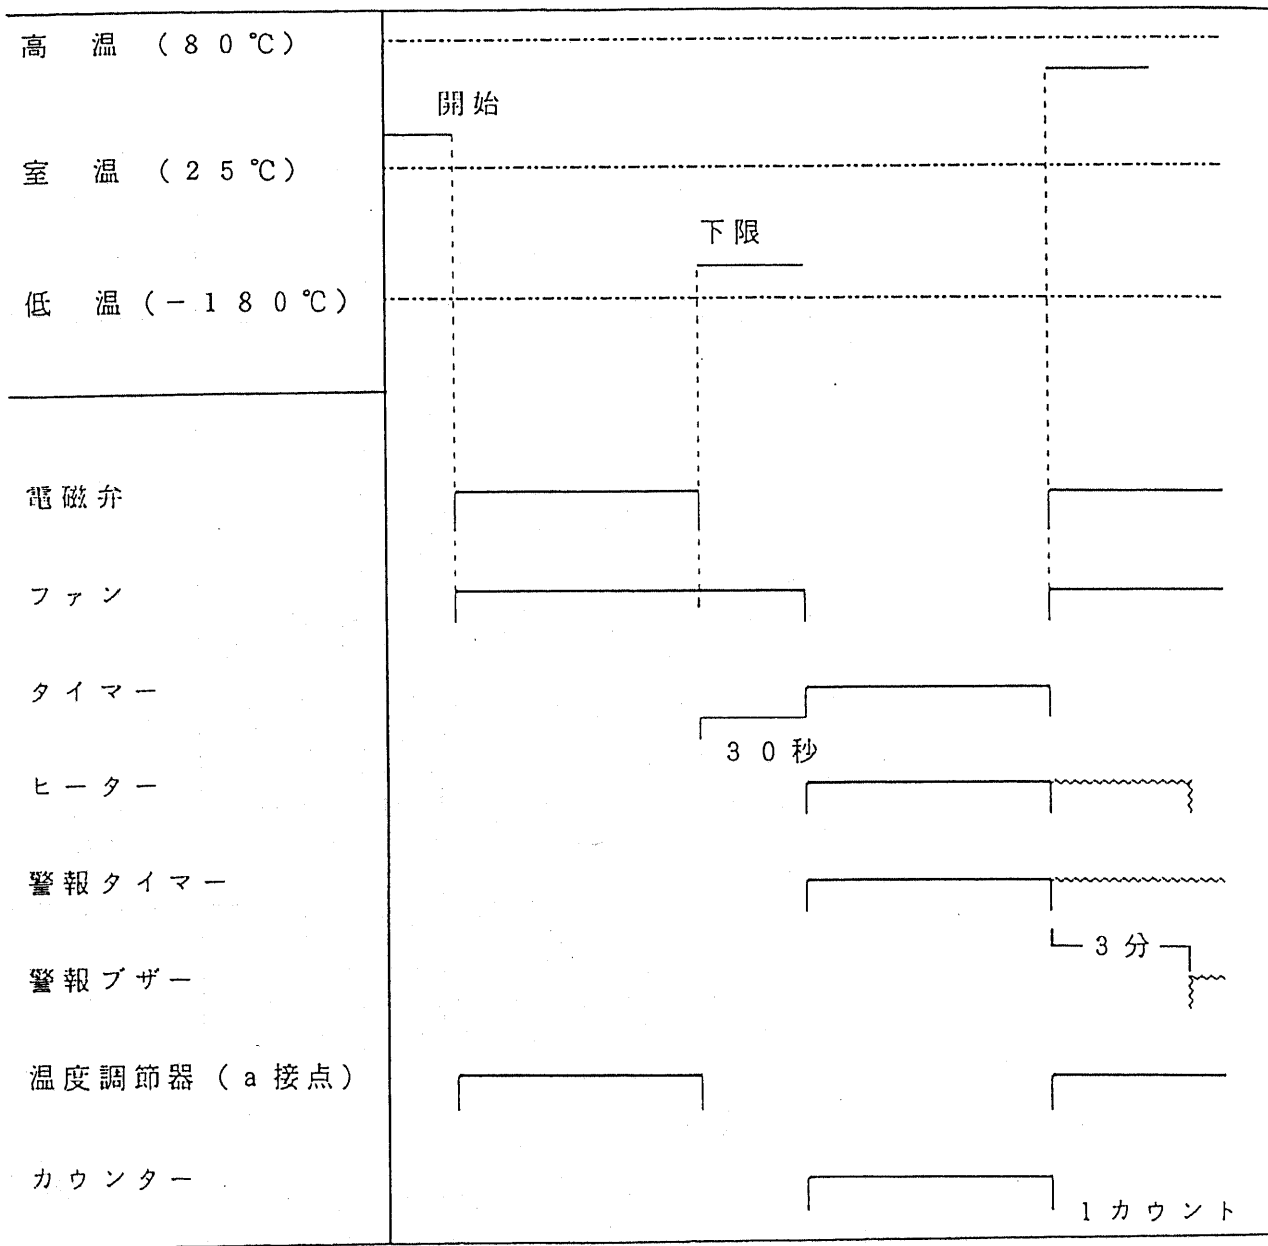 高 温 (80℃)
開始
室 温 (25℃)
下限
低 温(-180℃)
電磁弁
ファン
タイマー
30秒
ヒーター
警報タイマー
3分
警報ブザー
温度調節器(a接点)
カウンター
1カウント